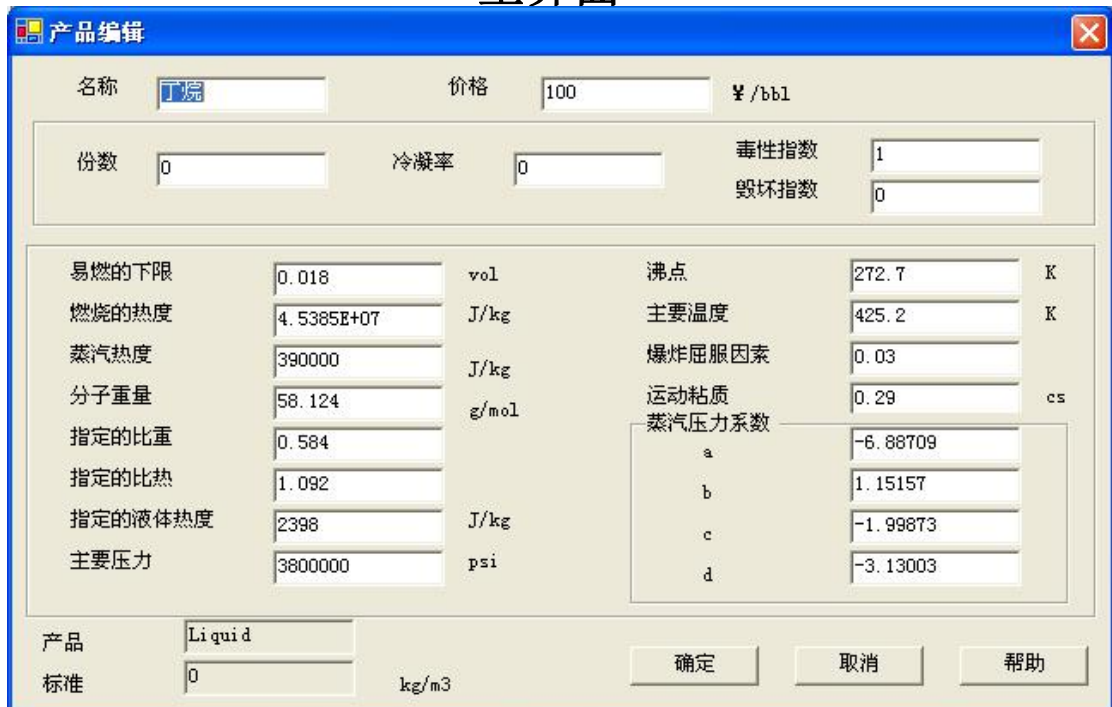 产品编辑
名称 丁烷 价格 100 ¥/bbl
份数 0 冷凝率 0 毒性指数 1
毁坏指数 0
易燃的下限 0.018 vol 沸点 272.7 K
燃烧的热度 4.5385E+07 J/kg 主要温度 425.2 K
蒸汽热度 390000 J/kg 爆炸屈服因素 0.03
分子重量 58.124 g/mol 运动粘质 0.29 cs
蒸汽压力系数
指定的比重 0.584 a -6.88709
指定的比热 1.092 b 1.15157
指定的液体热度 2398 J/kg c -1.99873
主要压力 3800000 psi d -3.13003
产品 Liquid
标准 0 kg/m3
确定 取消 帮助